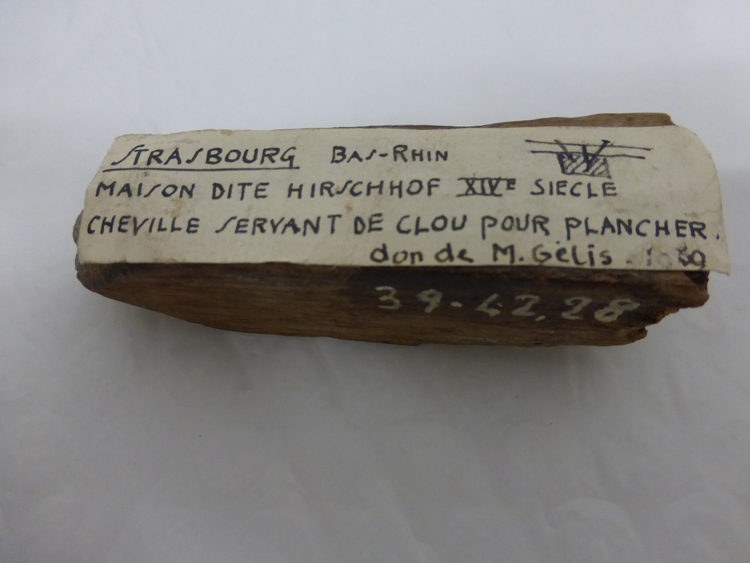 STRASBOURG BAS-RHIN
MAISON DITE HIRSCHHOF XIVE SIECLE
CHEVILLE SERVANT DE CLOU POUR PLANCHER.
don de M. Gélis.
39-42.28